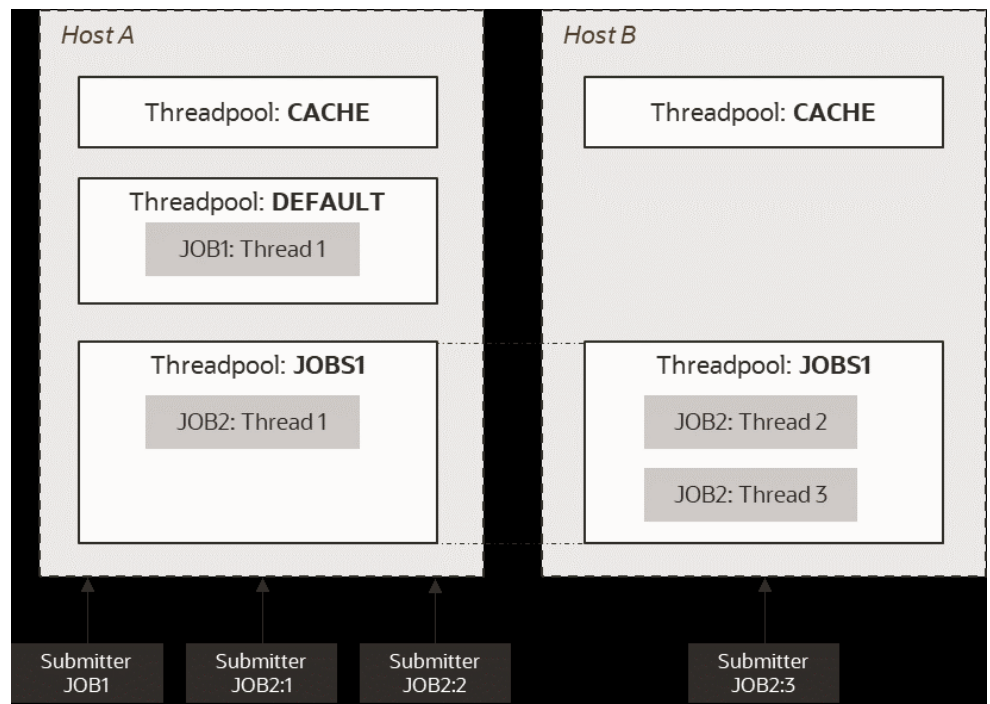 Host A
Threadpool: CACHE
Threadpool: DEFAULT
JOB1: Thread 1
Threadpool: JOBS1
JOB2: Thread 1
Host B
Threadpool: CACHE
Threadpool: JOBS1
JOB2: Thread 2
JOB2: Thread 3
Submitter
JOB1
Submitter
JOB2:1
Submitter
JOB2:2
Submitter
JOB2:3